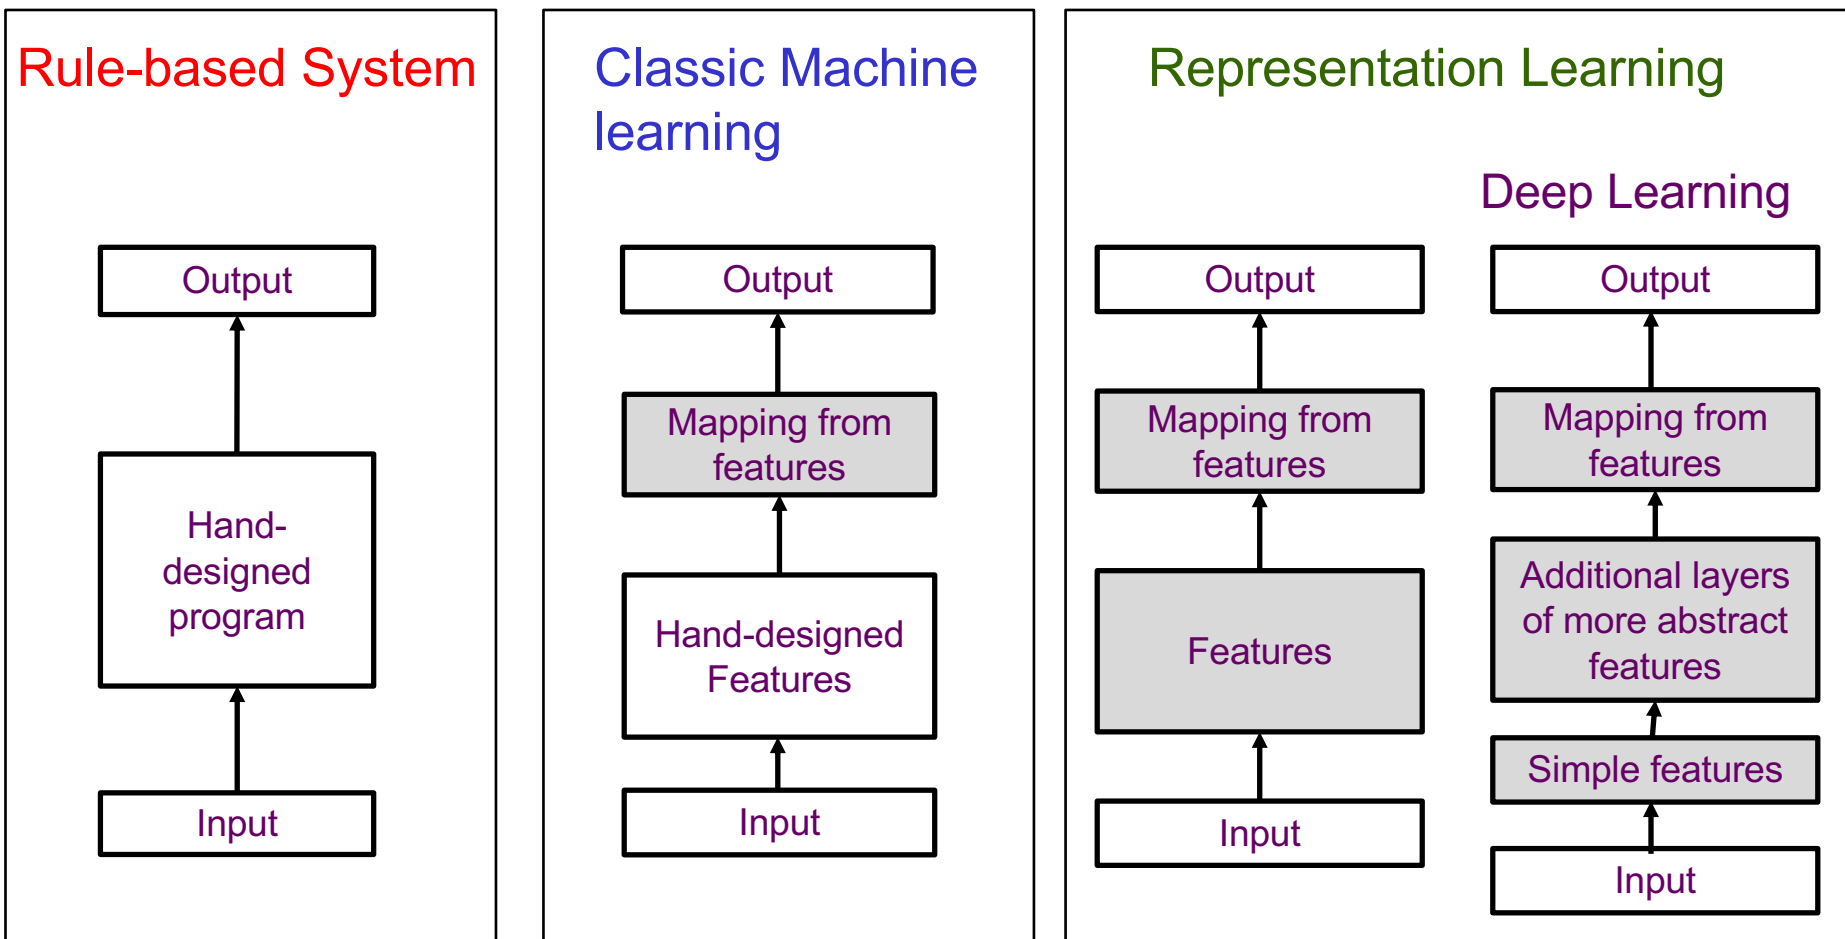 Rule-based System
Output
Hand-
designed
program
Input
Classic Machine
learning
Output
Mapping from
features
Hand-designed
Features
Input
Representation Learning
Output
Mapping from
features
Features
Input
Deep Learning
Output
Mapping from
features
Additional layers
of more abstract
features
Simple features
Input